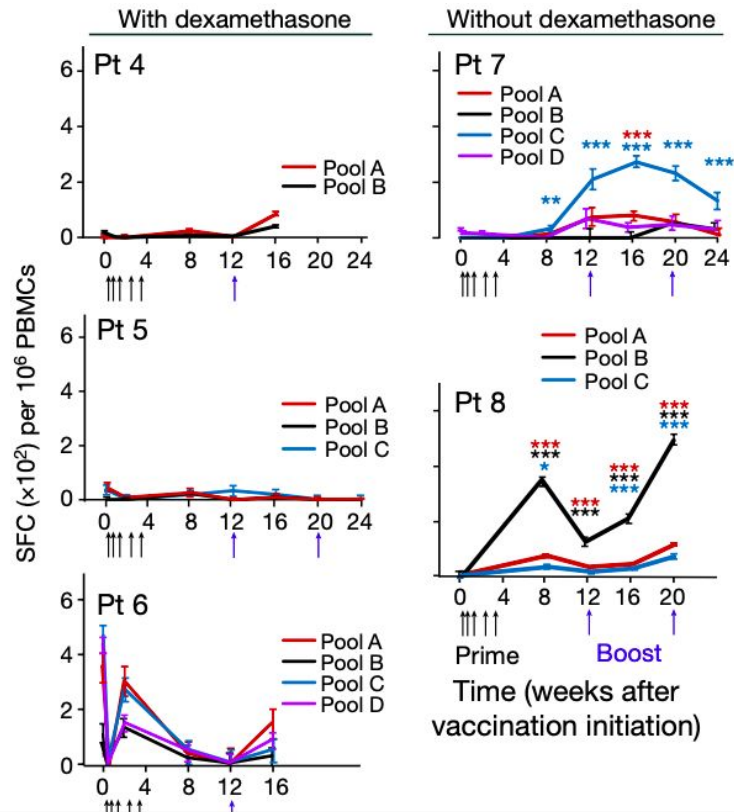 With dexamethasone
Without dexamethasone
SFC (×10²) per 10⁶ PBMCs
Pt 4
6
4
2
0
Pool A
Pool B
0 4 8 12 16 20 24
Pt 5
6
4
2
0
Pool A
Pool B
Pool C
0 4 8 12 16 20 24
Pt 6
6
4
2
0
Pool A
Pool B
Pool C
Pool D
0 4 8 12 16
Pt 7
Pool A
Pool B
Pool C
Pool D
**
***
***
***
***
***
0 4 8 12 16 20 24
Pool A
Pool B
Pool C
Pt 8
***
***
*
***
***
***
***
***
***
***
***
0 4 8 12 16 20
Prime Boost
Time (weeks after
vaccination initiation)